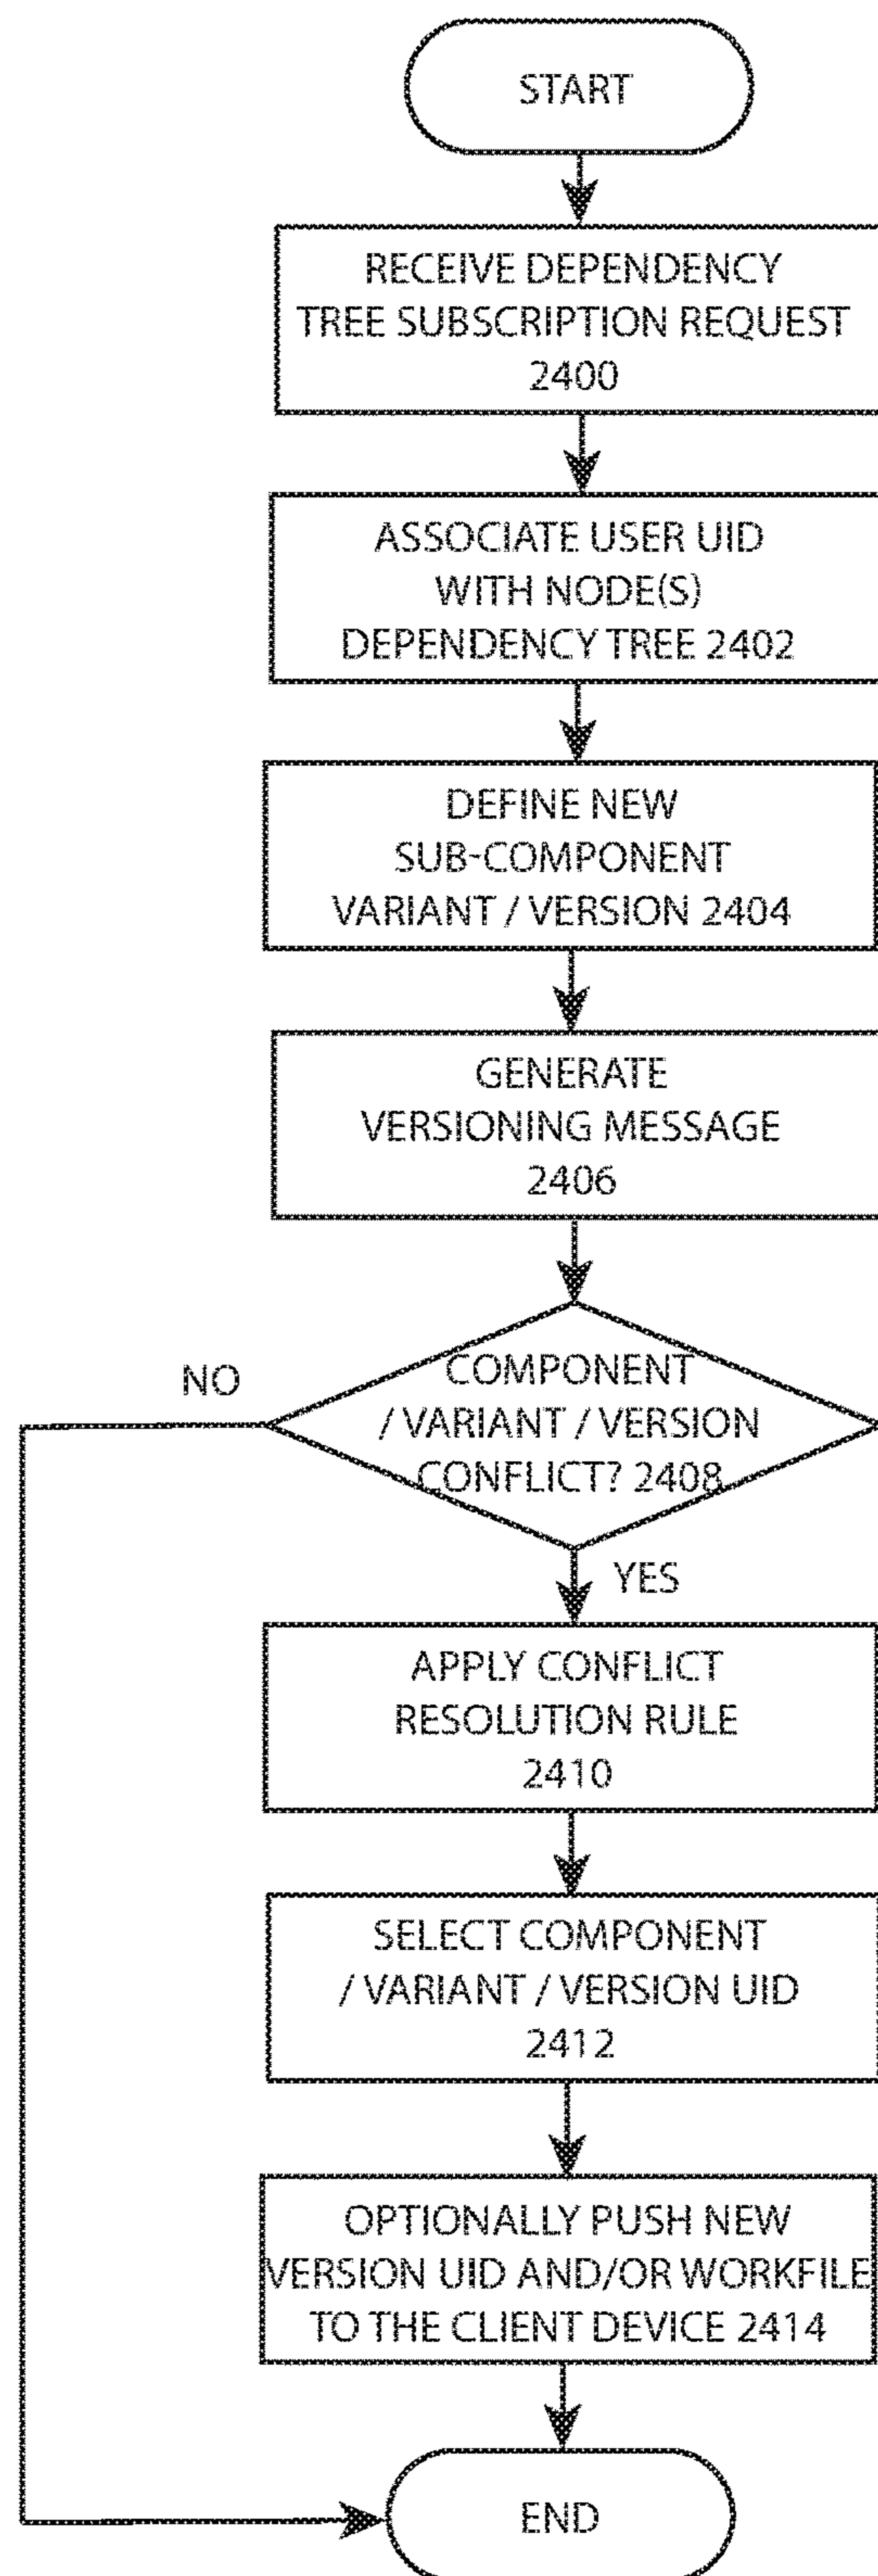 START
RECEIVE DEPENDENCY
TREE SUBSCRIPTION REQUEST
2400
ASSOCIATE USER UID
WITH NODE(S)
DEPENDENCY TREE 2402
DEFINE NEW
SUB-COMPONENT
VARIANT / VERSION 2404
GENERATE
VERSIONING MESSAGE
2406
NO
COMPONENT
/ VARIANT / VERSION
CONFLICT? 2408
YES
APPLY CONFLICT
RESOLUTION RULE
2410
SELECT COMPONENT
/ VARIANT / VERSION UID
2412
OPTIONALLY PUSH NEW
VERSION UID AND/OR WORKFILE
TO THE CLIENT DEVICE 2414
END